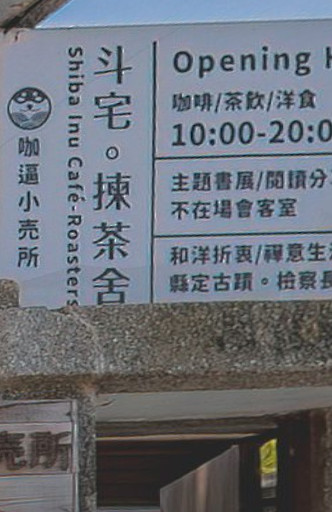 斗宅。揀茶舍
Shiba Inu Café-Roasters
咖逼小売所
Opening
咖啡/茶飲/洋食
10:00-20:0
主題書展/閱讀分
不在場會客室
和洋折衷/禪意生
縣定古蹟。檢察長
売所